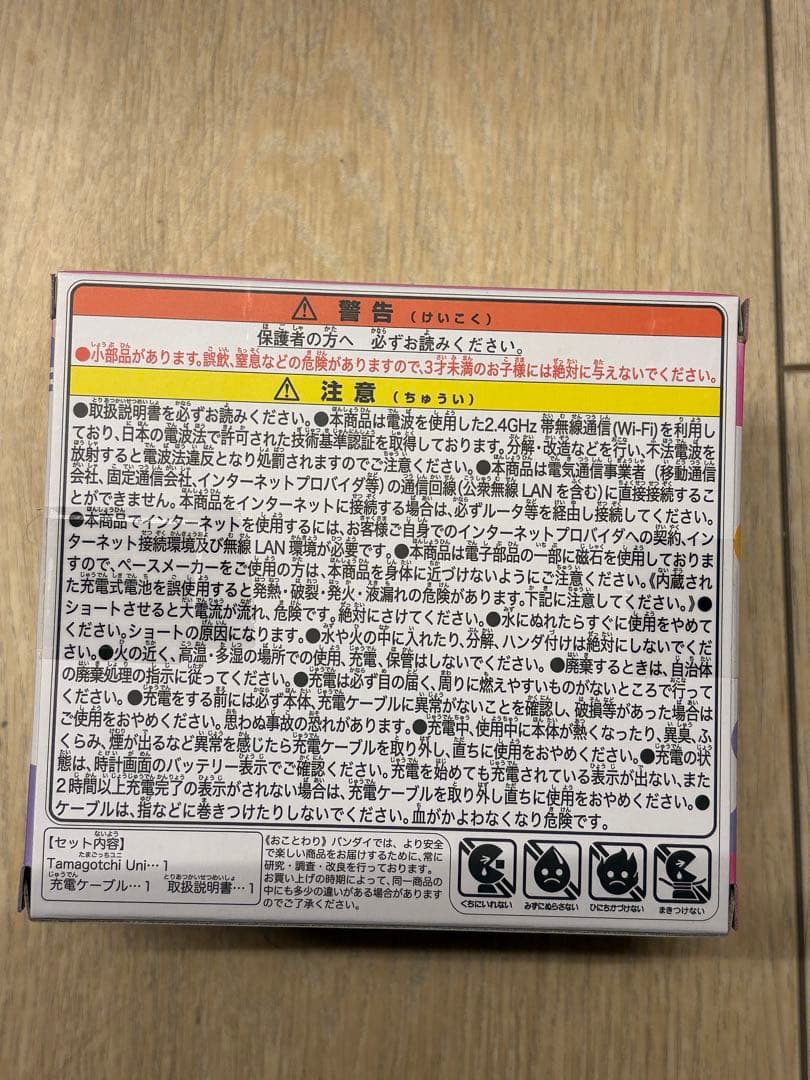 ⚠ 警告 (けいこく)
保護者の方へ 必ずお読みください。
●小部品があります。誤飲、窒息などの危険がありますので、3才未満のお子様には絶対に与えないでください。
⚠ 注意 (ちゅうい)
●取扱説明書を必ずお読みください。●本商品は電波を使用した2.4GHz 帯無線通信(Wi-Fi)を利用し
ており、日本の電波法で許可された技術基準認証を取得しております。分解・改造などを行い、不法電波を
放射すると電波法違反となり処罰されますのでご注意ください。●本商品は電気通信事業者 (移動通信
会社、固定通信会社、インターネットプロバイダ等) の通信回線(公衆無線 LAN を含む)に直接接続するこ
とができません。本商品をインターネットに接続する場合は、必ずルータ等を経由し接続してください。
●本商品でインターネットを使用するには、お客様ご自身でのインターネットプロバイダへの契約、イン
ターネット接続環境及び無線 LAN 環境が必要です。●本商品は電子部品の一部に磁石を使用しておりま
すので、ペースメーカーをご使用の方は、本商品を身体に近づけないようにご注意ください。《内蔵され
た充電式電池を誤使用すると発熱・破裂・発火・液漏れの危険があります。下記に注意してください。》●
ショートさせると大電流が流れ、危険です。絶対にさけてください。●水にぬれたらすぐに使用をやめて
ください。ショートの原因になります。●水や火の中に入れたり、分解、ハンダ付けは絶対にしないでくだ
さい。●火の近く、高温・多湿の場所での使用、充電、保管はしないでください。●廃棄するときは、自治体
の廃棄処理の指示に従ってください。●充電は必ず目の届く、周りに燃えやすいものがないところで行って
ください。●充電をする前には必ず本体、充電ケーブルに異常がないことを確認し、破損等があった場合は
ご使用をおやめください。思わぬ事故の恐れがあります。●充電中、使用中に本体が熱くなったり、異臭、ふ
くらみ、煙が出るなど異常を感じたら充電ケーブルを取り外し、直ちに使用をおやめください。●充電の状
態は、時計画面のバッテリー表示でご確認ください。充電を始めても充電されている表示が出ない、また
2時間以上充電完了の表示がされない場合は、充電ケーブルを取り外し直ちに使用をおやめください。●
ケーブルは、指などに巻きつけたりしないでください。血がかよわなくなり危険です。
【セット内容】
Tamagotchi Uni…1
充電ケーブル…1 取扱説明書…1
《おことわり》バンダイでは、より安全
で楽しい商品をお届けするために、常に
研究・調査・改良を行っております。
お買い上げの時期によって、同一商品の
中にも多少の違いがある場合があります
のでご了承ください。
くちにいれない みずにぬらさない ひにちかづけない まきつけない